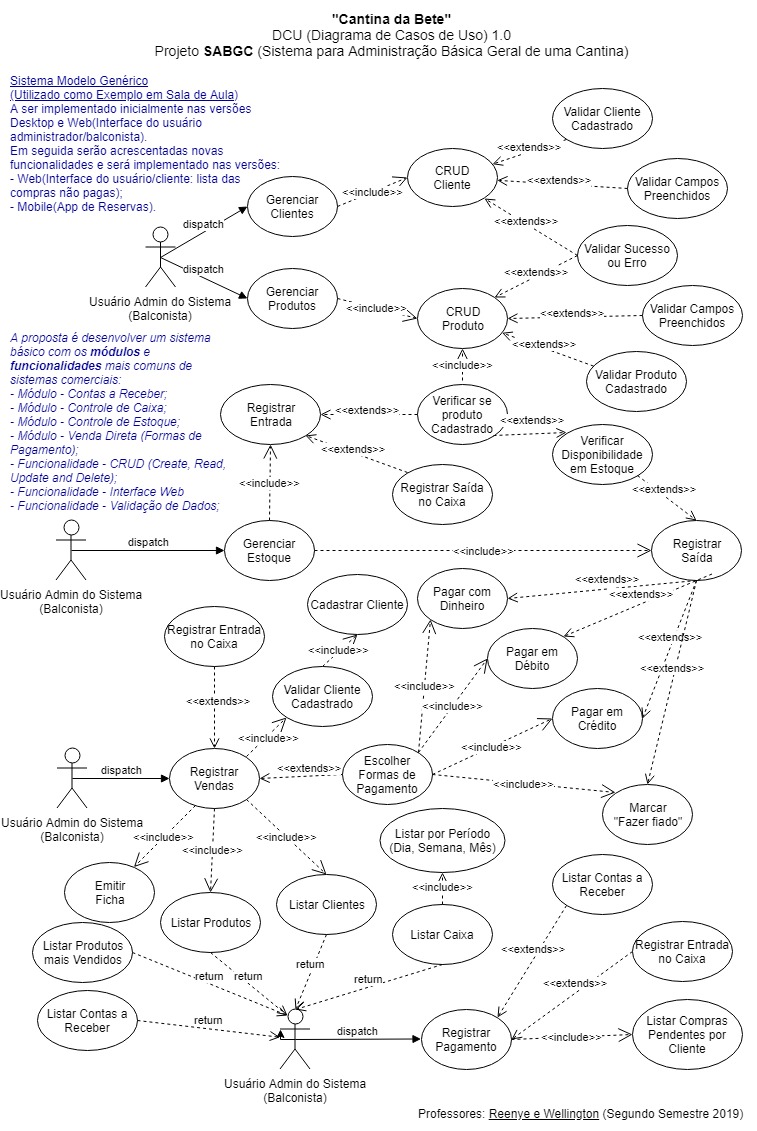 "Cantina da Bete"
DCU (Diagrama de Casos de Uso) 1.0
Projeto SABGC (Sistema para Administração Básica Geral de uma Cantina)
Sistema Modelo Genérico
(Utilizado como Exemplo em Sala de Aula)
A ser implementado inicialmente nas versões
Desktop e Web(Interface do usuário
administrador/balconista).
Em seguida serão acrescentadas novas
funcionalidades e será implementado nas versões:
- Web(Interface do usuário/cliente: lista das
compras não pagas);
- Mobile(App de Reservas).
Validar Cliente
Cadastrado
<<extends>>
CRUD
Cliente
<<extends>>
Validar Campos
Preenchidos
<<include>>
Gerenciar
Clientes
dispatch
<<extends>>
Validar Sucesso
ou Erro
<<extends>>
dispatch
Usuário Admin do Sistema
(Balconista)
Gerenciar
Produtos
<<include>>
CRUD
Produto
<<extends>>
Validar Campos
Preenchidos
<<extends>>
Validar Produto
Cadastrado
<<include>>
A proposta é desenvolver um sistema
básico com os módulos e
funcionalidades mais comuns de
sistemas comerciais:
- Módulo - Contas a Receber;
- Módulo - Controle de Caixa;
- Módulo - Controle de Estoque;
- Módulo - Venda Direta (Formas de
Pagamento);
- Funcionalidade - CRUD (Create, Read,
Update and Delete);
- Funcionalidade - Interface Web
- Funcionalidade - Validação de Dados;
Registrar
Entrada
<<extends>>
Verificar se
produto
Cadastrado
<<extends>>
Verificar
Disponibilidade
em Estoque
<<extends>>
<<extends>>
Registrar Saída
no Caixa
<<include>>
dispatch
Usuário Admin do Sistema
(Balconista)
Gerenciar
Estoque
<<include>>
Registrar
Saída
<<extends>>
<<extends>>
<<extends>>
<<extends>>
Cadastrar Cliente
Pagar com
Dinheiro
Registrar Entrada
no Caixa
<<include>>
Pagar em
Débito
Validar Cliente
Cadastrado
<<include>>
<<include>>
<<extends>>
Pagar em
Crédito
<<include>>
<<include>>
dispatch
Usuário Admin do Sistema
(Balconista)
Registrar
Vendas
<<extends>>
Escolher
Formas de
Pagamento
<<include>>
Marcar
"Fazer fiado"
<<include>>
<<include>>
<<include>>
Listar por Período
(Dia, Semana, Mês)
<<include>>
Emitir
Ficha
Listar Produtos
Listar Clientes
Listar Caixa
Listar Contas a
Receber
Listar Produtos
mais Vendidos
return
return
return
return
<<extends>>
Registrar Entrada
no Caixa
<<extends>>
Listar Contas a
Receber
return
Usuário Admin do Sistema
(Balconista)
dispatch
Registrar
Pagamento
<<include>>
Listar Compras
Pendentes por
Cliente
Professores: Reenye e Wellington (Segundo Semestre 2019)